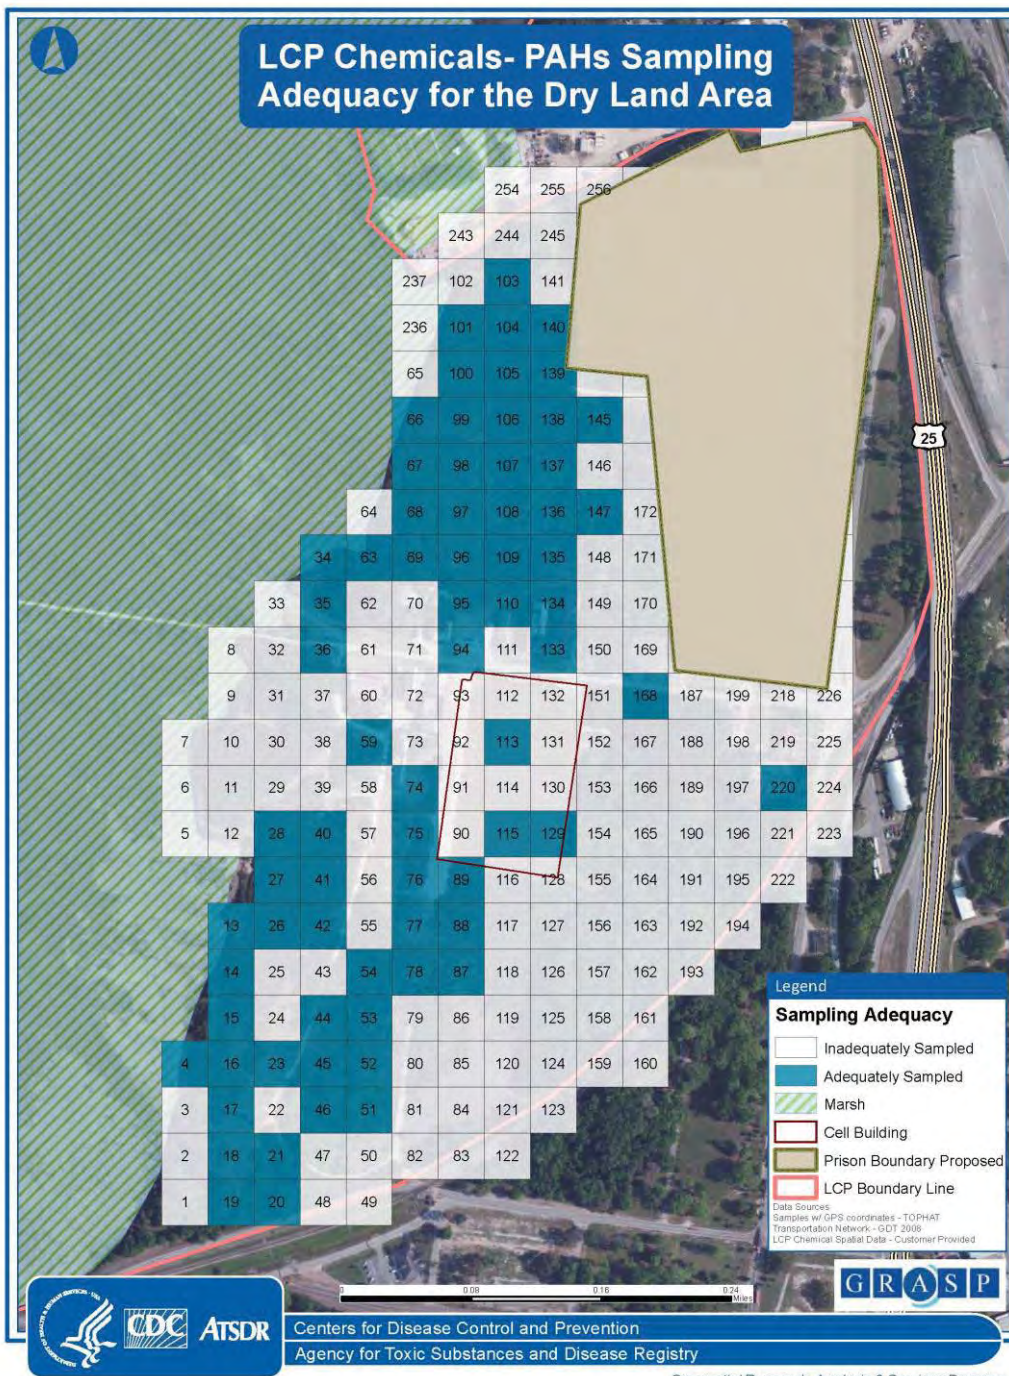 LCP Chemicals- PAHs Sampling
Adequacy for the Dry Land Area
254 255 256
243 244 245
237 102 103 141
236 101 104 140
65 100 105 139
66 99 106 138 145
67 98 107 137 146
25
64 68 97 108 136 147 172
34 63 69 96 109 135 148 171
33 35 62 70 95 110 134 149 170
8 32 36 61 71 94 111 133 150 169
9 31 37 60 72 93 112 132 151 168 187 199 218 226
7 10 30 38 59 73 92 113 131 152 167 188 198 219 225
6 11 29 39 58 74 91 114 130 153 166 189 197 220 224
5 12 28 40 57 75 90 115 129 154 165 190 196 221 223
27 41 56 76 89 116 128 155 164 191 195 222
13 26 42 55 77 88 117 127 156 163 192 194
14 25 43 54 78 87 118 126 157 162 193
15 24 44 53 79 86 119 125 158 161
4 16 23 45 52 80 85 120 124 159 160
3 17 22 46 51 81 84 121 123
2 18 21 47 50 82 83 122
1 19 20 48 49
Legend
Sampling Adequacy
Inadequately Sampled
Adequately Sampled
Marsh
Cell Building
Prison Boundary Proposed
LCP Boundary Line
Data Sources
Samples w/ GPS coordinates - TOPHAT
Transportation Network - GDT 2008
LCP Chemical Spatial Data - Customer Provided
0 0.08 0.16 0.24
Miles
GRASP
CDC ATSDR
Centers for Disease Control and Prevention
Agency for Toxic Substances and Disease Registry